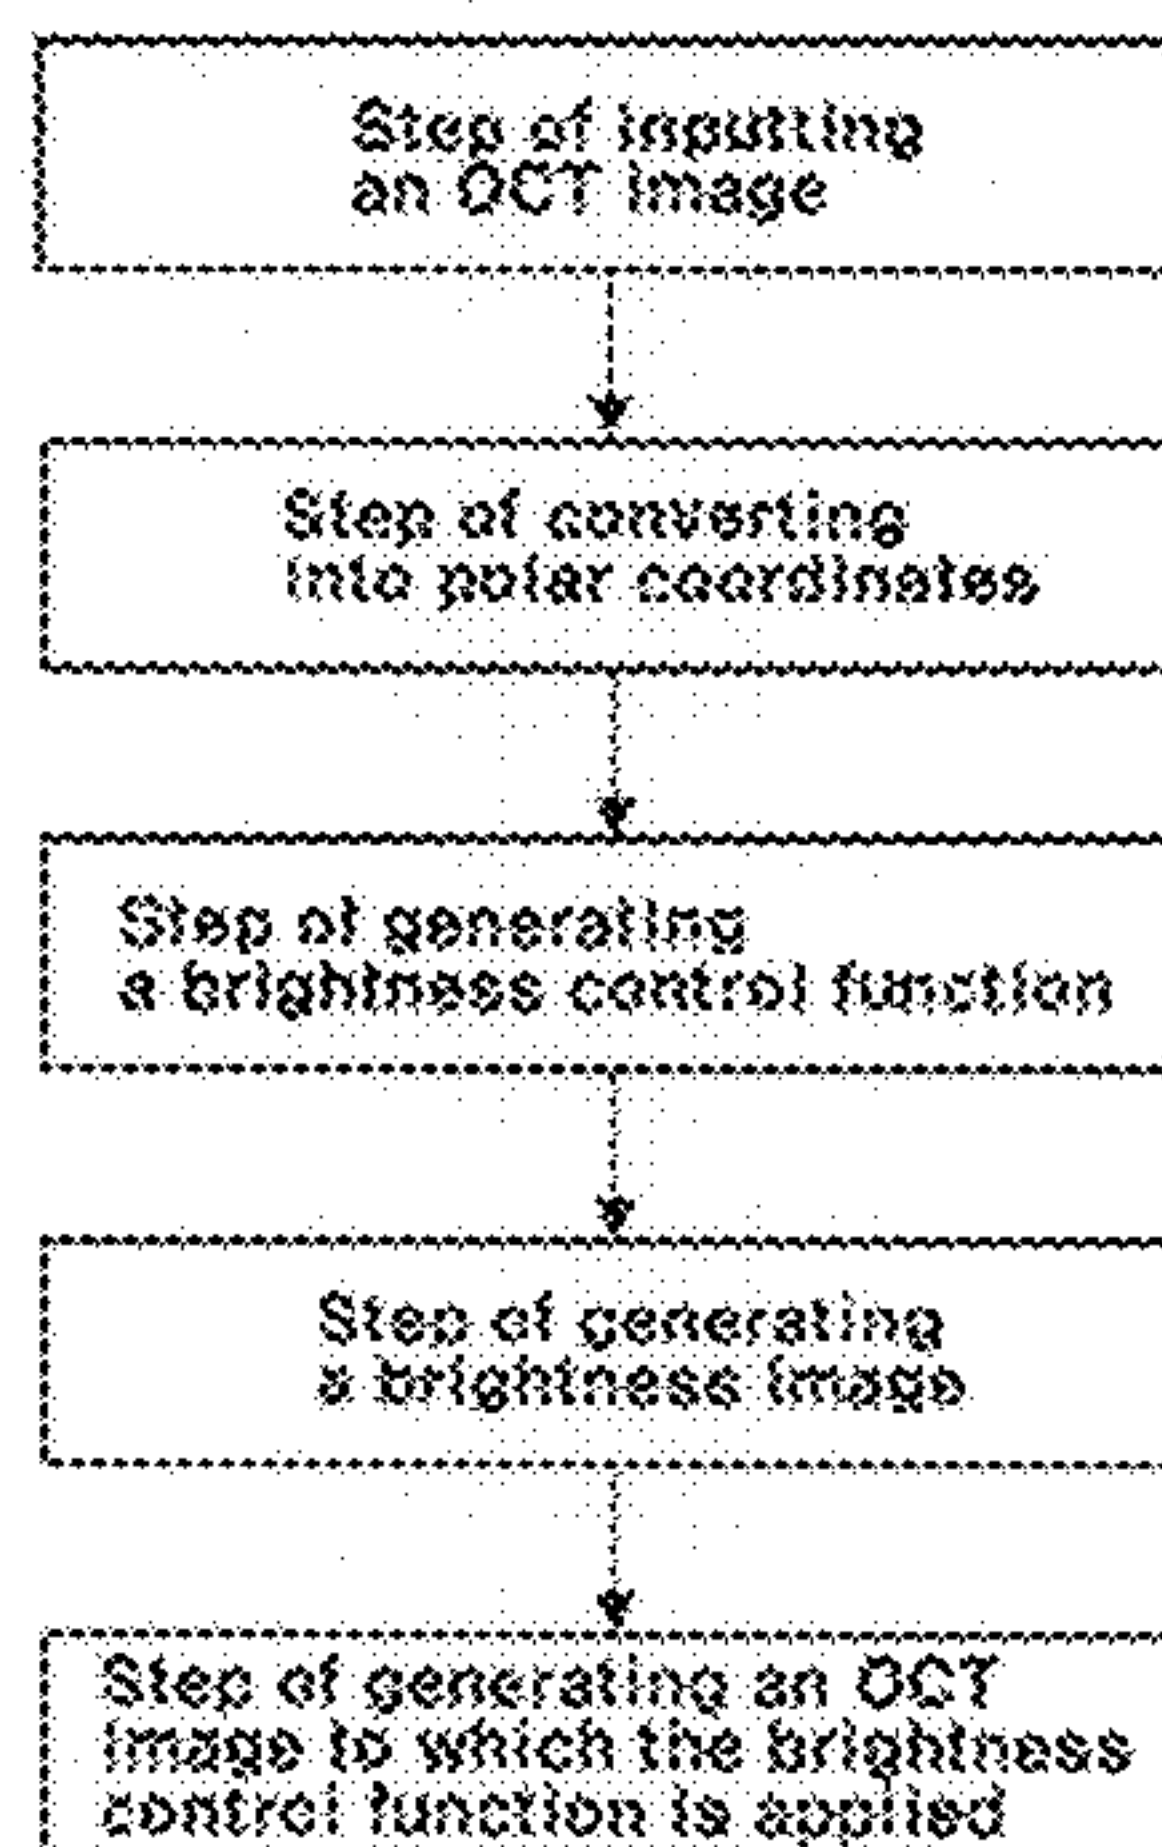 Step of inputting
an OCT image
Step of converting
into polar coordinates
Step of generating
a brightness control function
Step of generating
a brightness image
Step of generating an OCT
image to which the brightness
control function is applied